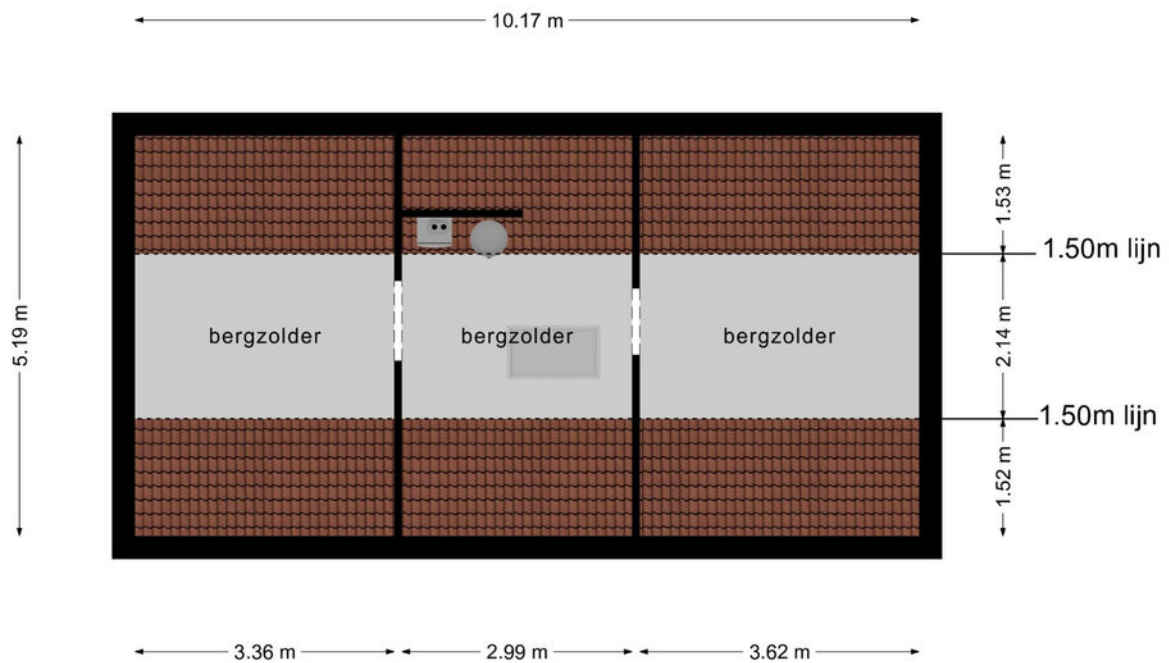 10.17 m
5.19 m
1.53 m
1.50m lijn
bergzolder
bergzolder
bergzolder
2.14 m
1.50m lijn
1.52 m
3.36 m
2.99 m
3.62 m